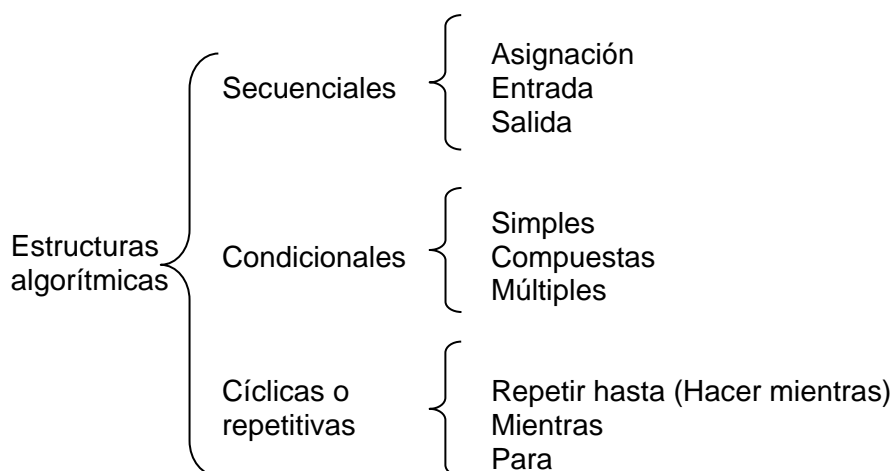 Estructuras
algorítmicas
Secuenciales
Asignación
Entrada
Salida
Condicionales
Simples
Compuestas
Múltiples
Cíclicas o
repetitivas
Repetir hasta (Hacer mientras)
Mientras
Para